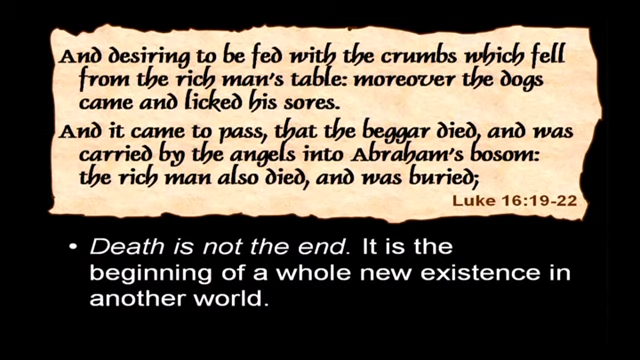 And desiring to be fed with the crumbs which fell
from the rich man's table: moreover the dogs
came and licked his sores.
And it came to pass, that the beggar died, and was
carried by the angels into Abraham's bosom:
the rich man also died, and was buried;
Luke 16:19-22
• Death is not the end. It is the
beginning of a whole new existence in
another world.